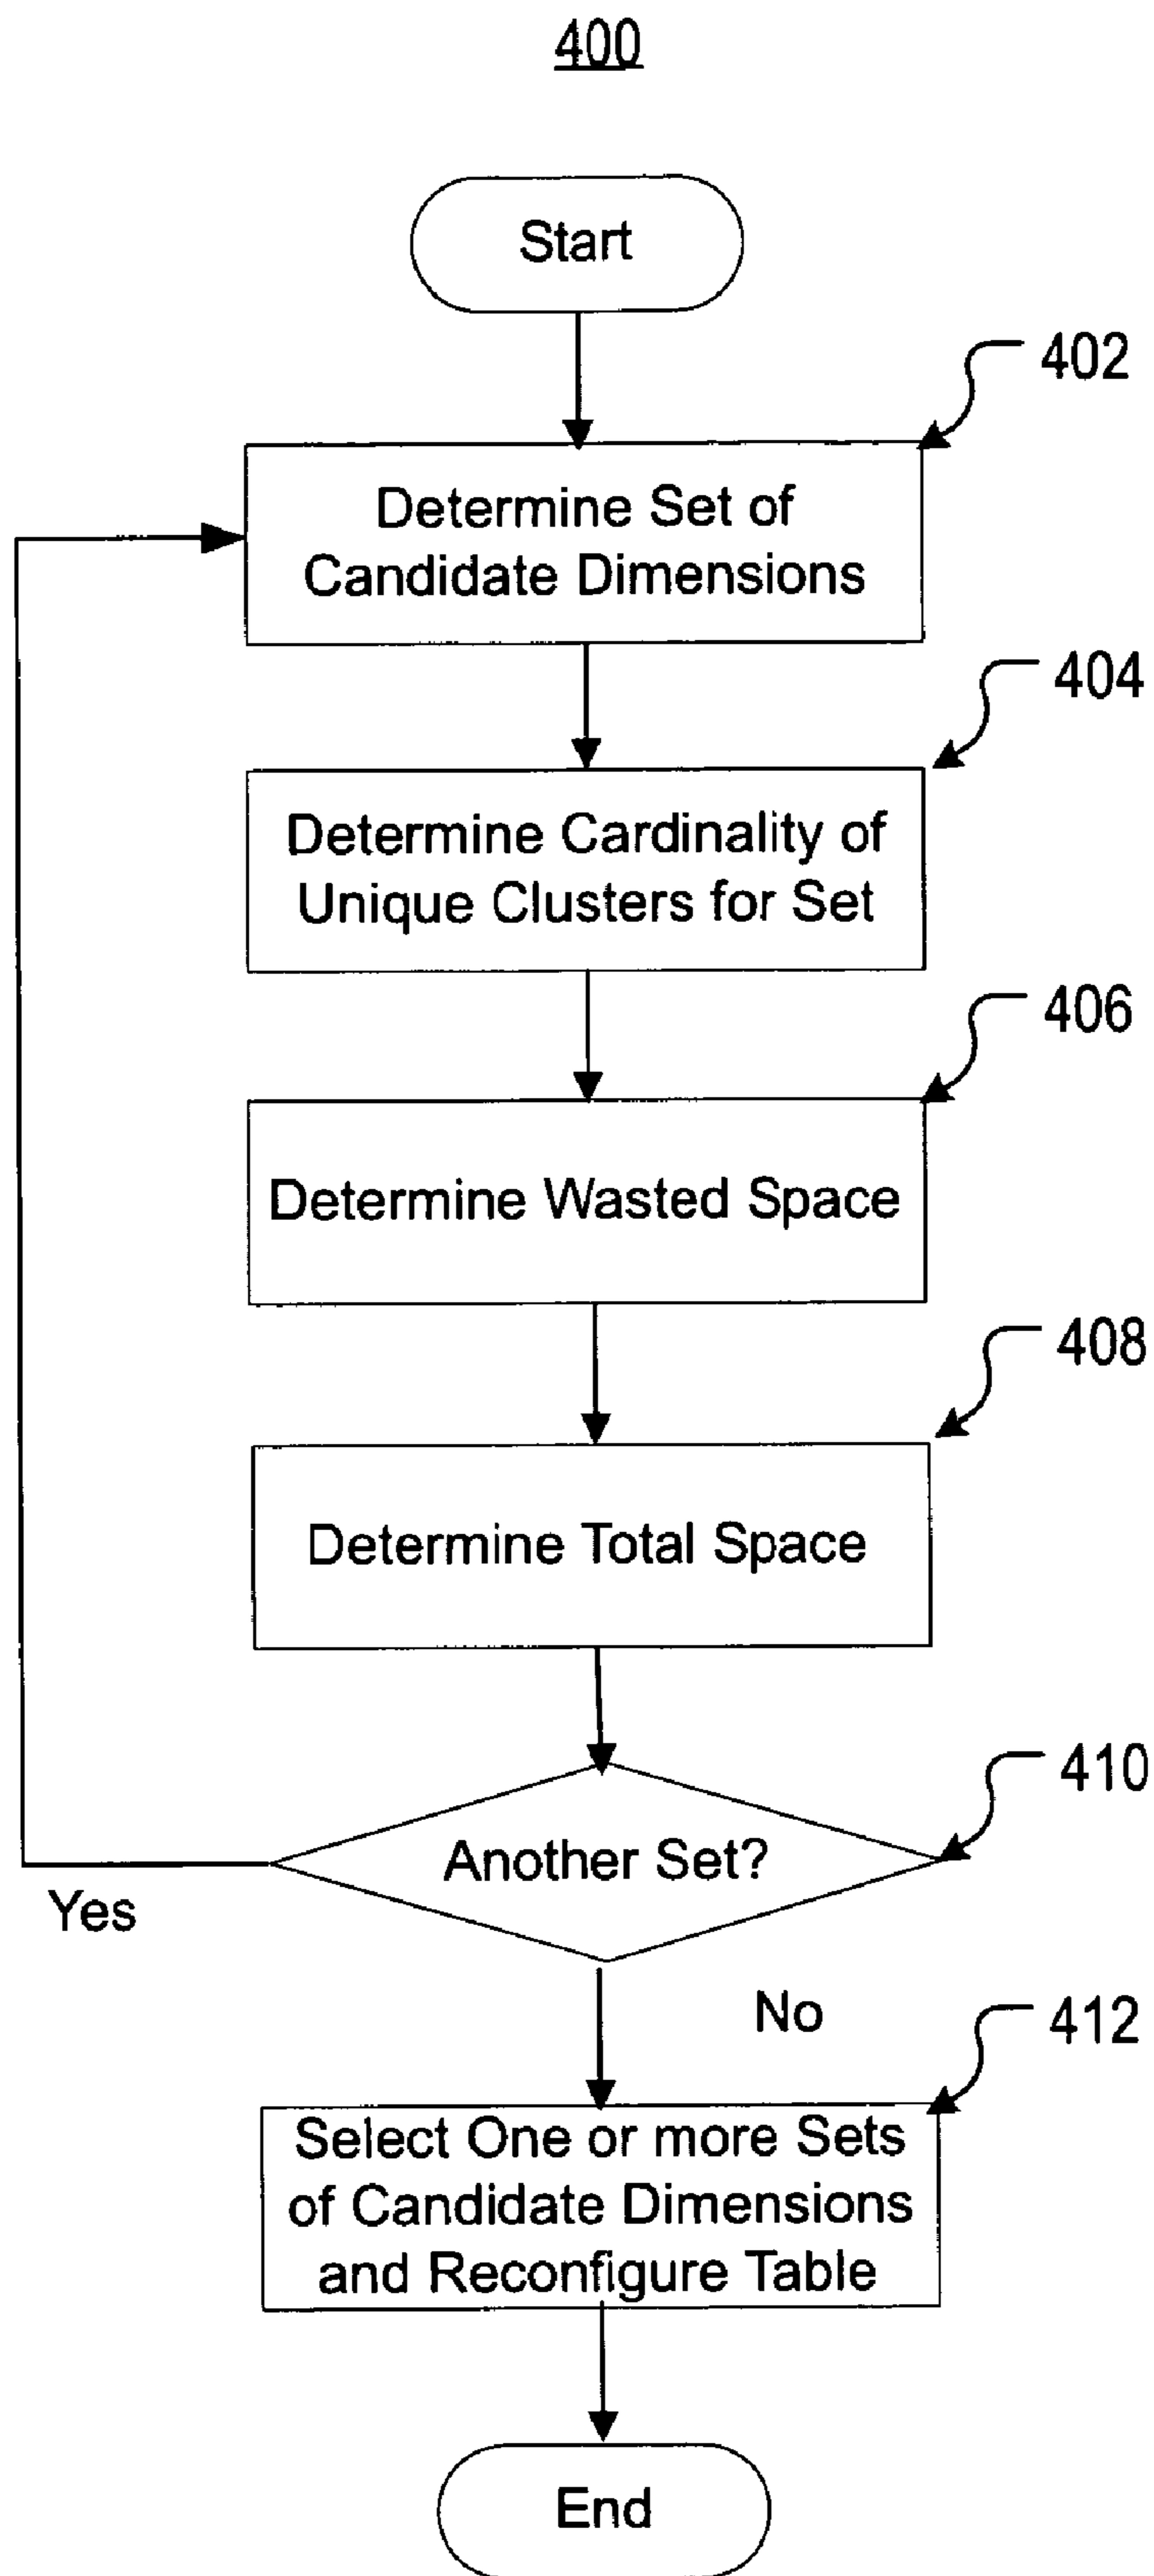 400
Start
402
Determine Set of
Candidate Dimensions
404
Determine Cardinality of
Unique Clusters for Set
406
Determine Wasted Space
408
Determine Total Space
410
Another Set?
Yes
No
412
Select One or more Sets
of Candidate Dimensions
and Reconfigure Table
End